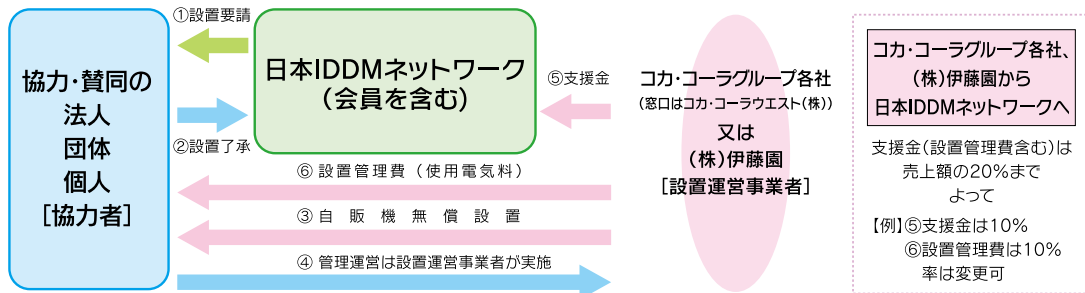 ①設置要請
協力・賛同の
法人
団体
個人
[協力者]
日本IDDMネットワーク
（会員を含む）
②設置了承
⑤支援金
コカ・コーラグループ各社
（窓口はコカ・コーラウエスト（株））
又は
（株）伊藤園
[設置運営事業者]
⑥ 設置管理費（使用電気料）
③ 自販機無償設置
④ 管理運営は設置運営事業者が実施
コカ・コーラグループ各社、
（株）伊藤園から
日本IDDMネットワークへ
支援金（設置管理費含む）は
売上額の20%まで
よって
【例】⑤支援金は10%
⑥設置管理費は10%
率は変更可